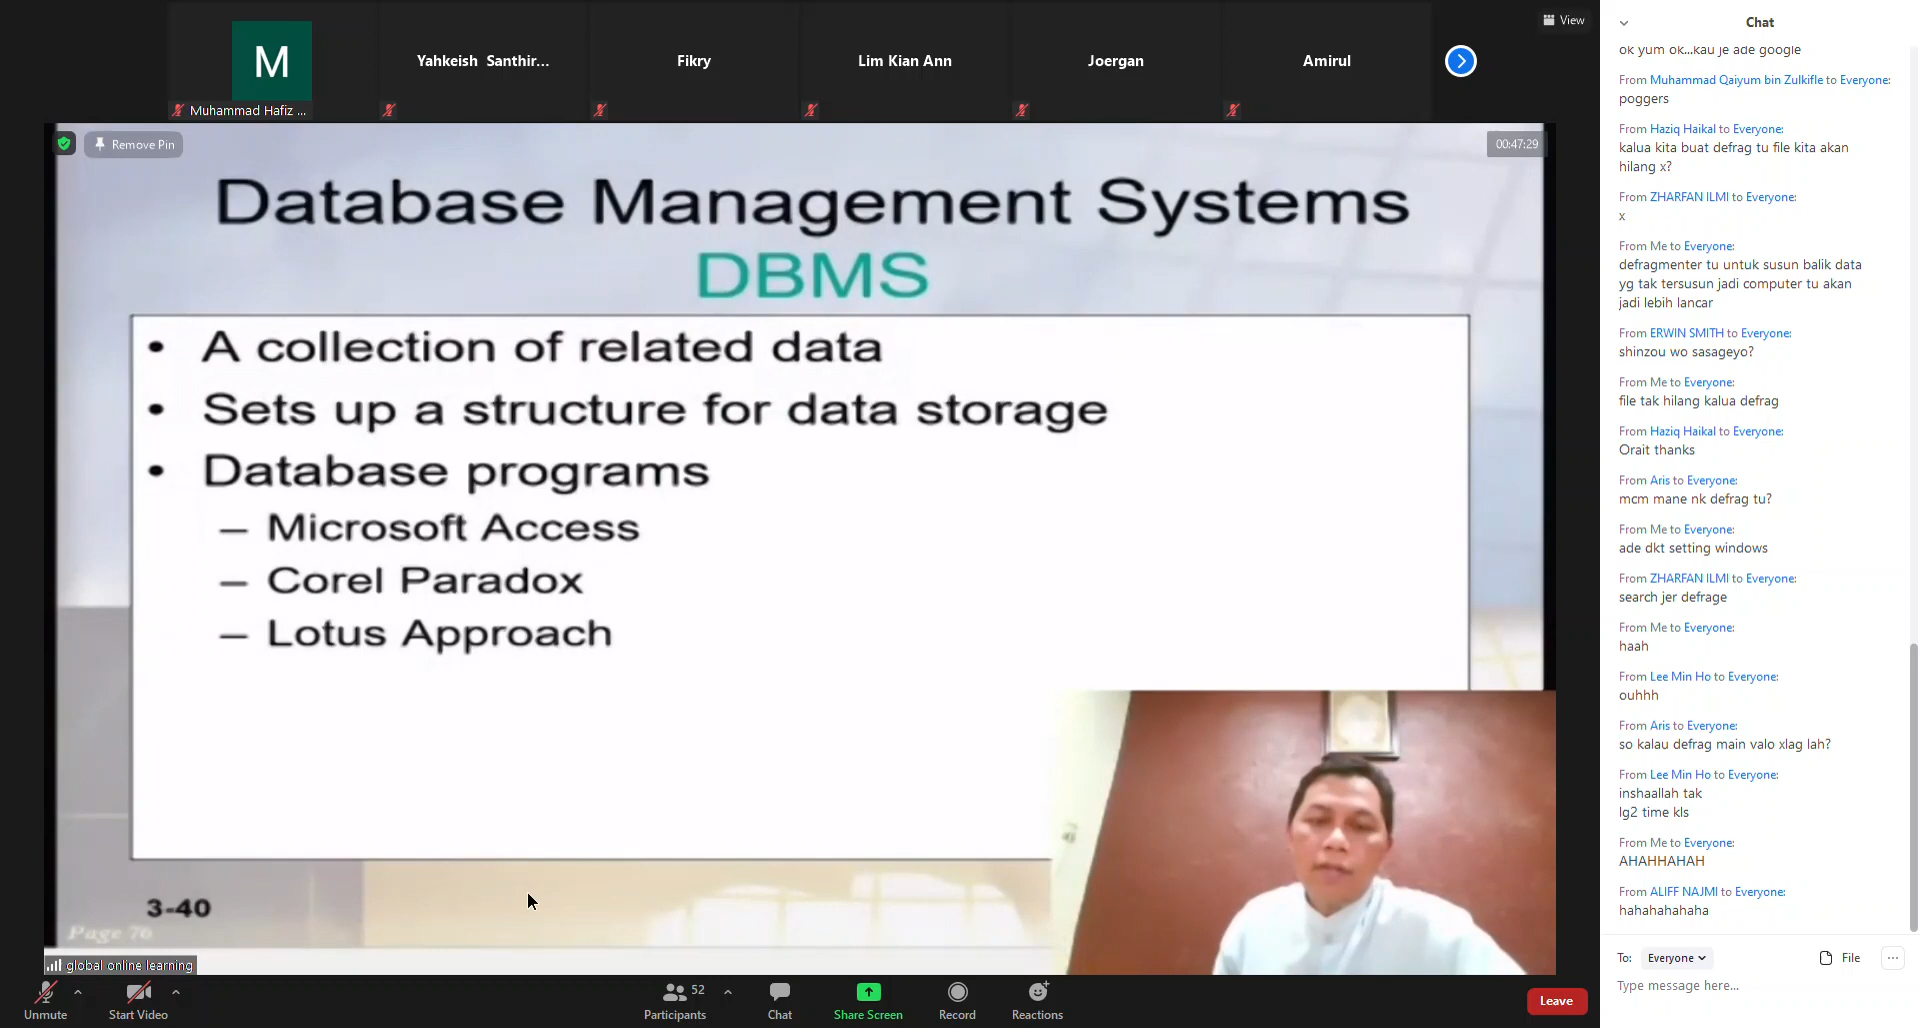 View
M
Muhammad Hafiz ...
Yahkeish Santhir...
Fikry
Lim Kian Ann
Joergan
Amirul
Remove Pin
00:47:29
Database Management Systems
DBMS
• A collection of related data
• Sets up a structure for data storage
• Database programs
– Microsoft Access
– Corel Paradox
– Lotus Approach
3-40
Page 76
global online learning
Unmute
Start Video
52
Participants
Chat
Share Screen
Record
Reactions
Leave
Chat
ok yum ok...kau je ade google
From Muhammad Qaiyum bin Zulkifle to Everyone:
poggers
From Haziq Haikal to Everyone:
kalua kita buat defrag tu file kita akan
hilang x?
From ZHARFAN ILMI to Everyone:
x
From Me to Everyone:
defragmenter tu untuk susun balik data
yg tak tersusun jadi computer tu akan
jadi lebih lancar
From ERWIN SMITH to Everyone:
shinzou wo sasageyo?
From Me to Everyone:
file tak hilang kalua defrag
From Haziq Haikal to Everyone:
Orait thanks
From Aris to Everyone:
mcm mane nk defrag tu?
From Me to Everyone:
ade dkt setting windows
From ZHARFAN ILMI to Everyone:
search jer defrage
From Me to Everyone:
haah
From Lee Min Ho to Everyone:
ouhhh
From Aris to Everyone:
so kalau defrag main valo xlag lah?
From Lee Min Ho to Everyone:
inshaallah tak
lg2 time kls
From Me to Everyone:
AHAHHAHAH
From ALIFF NAJMI to Everyone:
hahahahahaha
To: Everyone
File
...
Type message here...